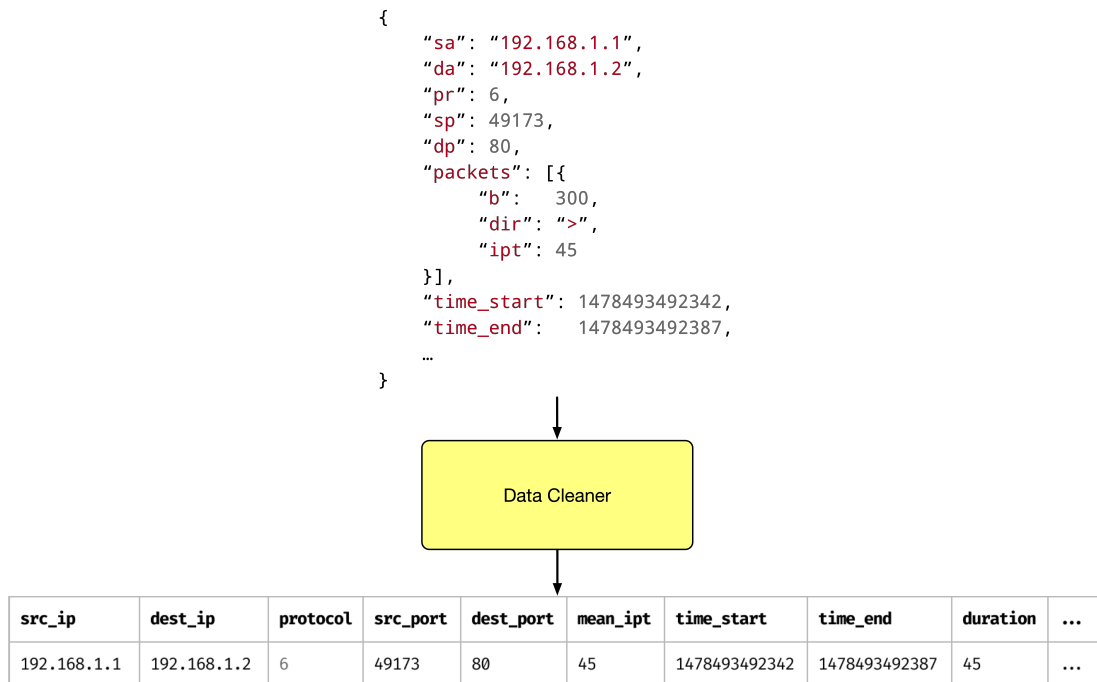 {
“sa”: “192.168.1.1”,
“da”: “192.168.1.2”,
“pr”: 6,
“sp”: 49173,
“dp”: 80,
“packets”: [{
“b”: 300,
“dir”: “>”,
“ipt”: 45
}],
“time_start”: 1478493492342,
“time_end”: 1478493492387,
…
}
Data Cleaner
src_ip dest_ip protocol src_port dest_port mean_ipt time_start time_end duration ...
192.168.1.1 192.168.1.2 6 49173 80 45 1478493492342 1478493492387 45 ...